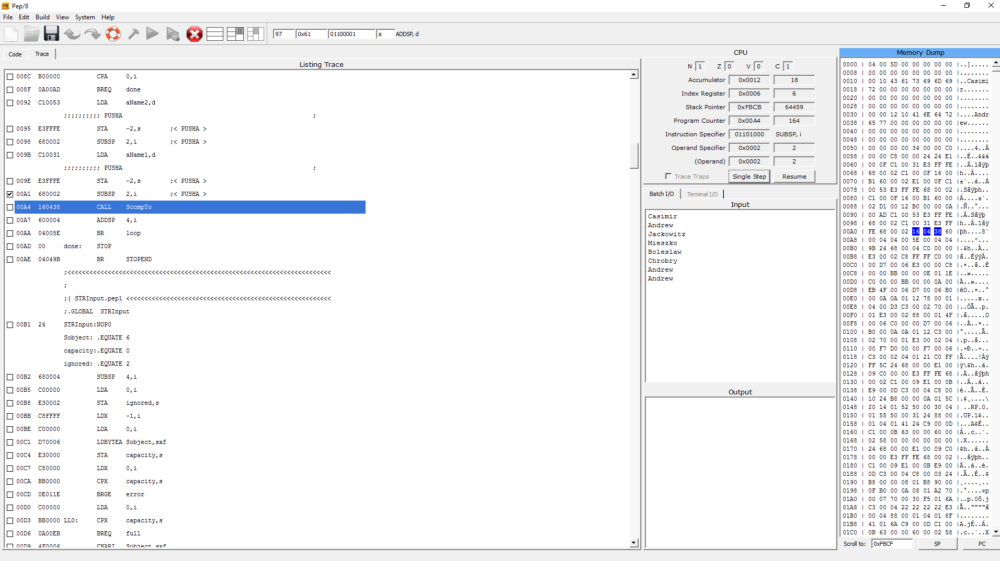 Pep/8
File Edit Build View System Help
97 0x61 01100001 a ADDSP, d
Code Trace
Listing Trace
008C B00000 CPA 0,i
008F 0A00AD BREQ done
0092 C10053 LDA aName2,d
;;;;;;;;;; PUSHA ;
0095 E3FFFE STA -2,s ;< PUSHA >
0098 680002 SUBSP 2,i ;< PUSHA >
009B C10031 LDA aName1,d
;;;;;;;;;; PUSHA ;
009E E3FFFE STA -2,s ;< PUSHA >
00A1 680002 SUBSP 2,i ;< PUSHA >
00A4 160438 CALL ScompTo
00A7 600004 ADDSP 4,i
00AA 04005E BR loop
00AD 00 done: STOP
00AE 04049B BR STOPEND
;<<<<<<<<<<<<<<<<<<<<<<<<<<<<<<<<<<<<<<<<<<<<<<<<<<<<<<<<<<<<<<<<<<<<<<<<
;
;{ STRInput.pep1 <<<<<<<<<<<<<<<<<<<<<<<<<<<<<<<<<<<<<<<<<<<<<<<<<<<<<<<<
;.GLOBAL STRInput
00B1 24 STRInput:NOP0
Sobject: .EQUATE 6
capacity:.EQUATE 0
ignored: .EQUATE 2
00B2 680004 SUBSP 4,i
00B5 C00000 LDA 0,i
00B8 E30002 STA ignored,s
00BB C8FFFF LDX -1,i
00BE C00000 LDA 0,i
00C1 D70006 LDBYTEA Sobject,sxf
00C4 E30000 STA capacity,s
00C7 C80000 LDX 0,i
00CA BB0000 CPX capacity,s
00CD 0E011E BRGE error
00D0 C00000 LDA 0,i
00D3 BB0000 LL0: CPX capacity,s
00D6 0A00EB BREQ full
00D9 4F0006 CHARI Sobject,sxf
CPU
N 1 Z 0 V 0 C 1
Accumulator 0x0012 18
Index Register 0x0006 6
Stack Pointer 0xFBCB 64459
Program Counter 0x00A4 164
Instruction Specifier 01101000 SUBSP, i
Operand Specifier 0x0002 2
(Operand) 0x0002 2
Trace Traps Single Step Resume
Batch I/O Terminal I/O
Input
Casimir
Andrew
Jackowitz
Mieszko
Boleslaw
Chrobry
Andrew
Andrew
Output
Memory Dump
0000 | 04 00 5D 00 00 00 00 00 |..].....
0008 | 00 00 00 00 00 00 00 00 |........
0010 | 00 10 43 61 73 69 6D 69 |..Casimi
0018 | 72 00 00 00 00 00 00 00 |r.......
0020 | 00 00 00 00 00 00 00 00 |........
0028 | 00 00 00 00 00 00 00 00 |........
0030 | 00 00 12 10 41 6E 64 72 |....Andr
0038 | 65 77 00 00 00 00 00 00 |ew......
0040 | 00 00 00 00 00 00 00 00 |........
0048 | 00 00 00 00 00 00 00 00 |........
0050 | 00 00 00 00 34 00 00 C0 |....4..À
0058 | 00 00 C8 00 00 24 24 E1 |..È..$$á
0060 | 00 0F C1 00 31 E3 FF FE |..Á.1ãÿþ
0068 | 68 00 02 C1 00 0F 16 00 |h..Á....
0070 | B1 60 00 02 E1 00 0F C1 |±`..á..Á
0078 | 00 53 E3 FF FE 68 00 02 |.Sãÿþh..
0080 | C1 00 0F 16 00 B1 60 00 |Á....±`.
0088 | 02 D1 00 12 B0 00 00 0A |.Ñ..°...
0090 | 00 AD C1 00 53 E3 FF FE |.­Á.Sãÿþ
0098 | 68 00 02 C1 00 31 E3 FF |h..Á.1ãÿ
00A0 | FE 68 00 02 16 04 38 60 |þh....8`
00A8 | 00 04 04 00 5E 00 04 04 |....^...
00B0 | 9B 24 68 00 04 C0 00 00 |.$h..À..
00B8 | E3 00 02 C8 FF FF C0 00 |ã..ÈÿÿÀ.
00C0 | 00 D7 00 06 E3 00 00 C8 |.×..ã..È
00C8 | 00 00 BB 00 00 0E 01 1E |..».....
00D0 | C0 00 00 BB 00 00 0A 00 |À..»....
00D8 | EB 4F 00 06 D7 00 06 B0 |ëO..×..°
00E0 | 00 0A 0A 01 12 78 00 01 |.....x..
00E8 | 04 00 D3 C3 00 02 70 00 |..ÓÃ..p.
00F0 | 01 E3 00 02 88 00 01 4F |.ã.....O
00F8 | 00 06 C0 00 00 D7 00 06 |..À..×..
0100 | B0 00 0A 0A 01 12 C3 00 |°.....Ã.
0108 | 02 70 00 01 E3 00 02 04 |.p..ã...
0110 | 00 F7 D0 00 00 F7 00 06 |.÷Ð..÷..
0118 | C3 00 02 04 01 21 C0 FF |Ã....!Àÿ
0120 | FF 5C 24 68 00 00 E1 00 |ÿ\$h..á.
0128 | 09 C0 00 00 E3 FF FE 68 |.À..ãÿþh
0130 | 00 02 C1 00 09 E1 00 0B |..Á..á..
0138 | E9 00 0D C3 00 04 C8 00 |é..Ã..È.
0140 | 10 24 B8 00 00 0A 01 5C |.$¸....\
0148 | 20 14 01 52 50 00 30 04 | ..RP.0.
0150 | 01 55 50 00 31 24 88 00 |.UP.1$..
0158 | 01 04 01 41 24 C9 00 0D |...A$É..
0160 | C1 00 0B 63 00 00 60 00 |Á..c..`.
0168 | 02 58 00 00 00 00 00 00 |.X......
0170 | 24 68 00 00 E1 00 09 C0 |$h..á..À
0178 | 00 00 E3 FF FE 68 00 02 |..ãÿþh..
0180 | C1 00 09 E1 00 0B E9 00 |Á..á..é.
0188 | 0D C3 00 04 C8 00 03 24 |.Ã..È..$
0190 | B8 00 00 08 01 B8 90 00 |¸....¸..
0198 | 0F B0 00 0A 08 01 A2 70 |.°....¢p
01A0 | 00 07 70 00 30 F5 01 6A |..p.0õ.j
01A8 | C3 00 04 22 22 22 22 E3 |Ã..""""ã
01B0 | 00 04 88 00 01 04 01 8F |........
01B8 | 41 01 6A C9 00 0D C1 00 |A.jÉ..Á.
01C0 | 0B 63 00 00 60 00 02 58 |.c..`..X
Scroll to: 0xFBCF SP PC